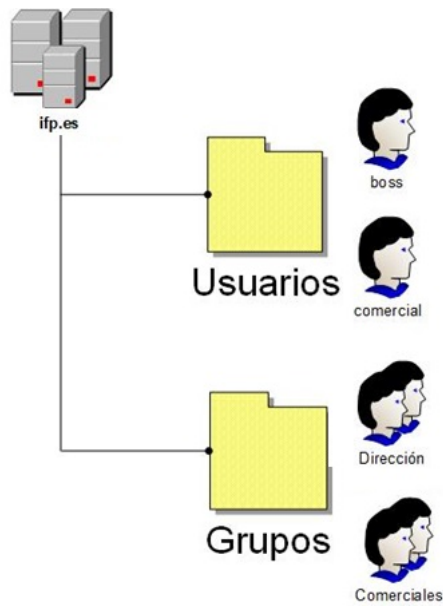 ifp.es
boss
Usuarios
comercial
Dirección
Grupos
Comerciales